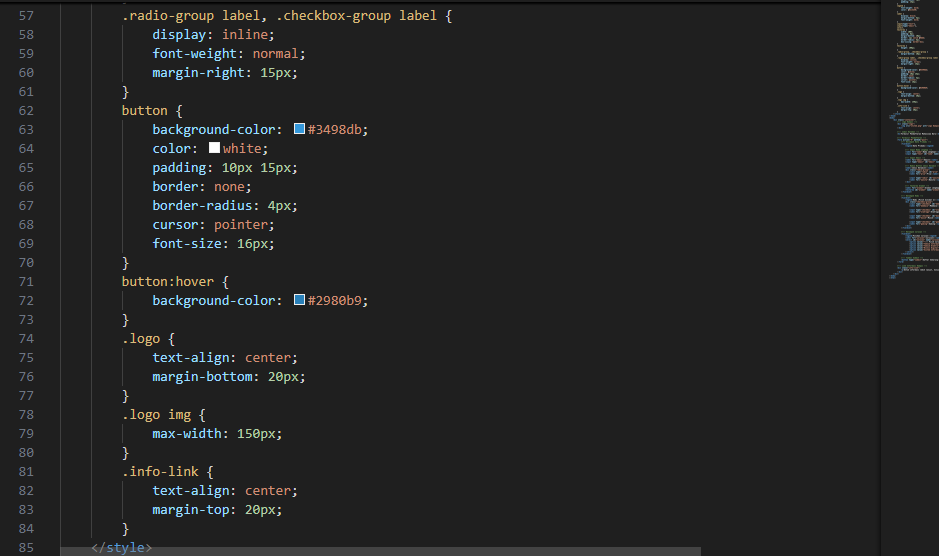 57 .radio-group label, .checkbox-group label {
58 display: inline;
59 font-weight: normal;
60 margin-right: 15px;
61 }
62 button {
63 background-color: #3498db;
64 color: white;
65 padding: 10px 15px;
66 border: none;
67 border-radius: 4px;
68 cursor: pointer;
69 font-size: 16px;
70 }
71 button:hover {
72 background-color: #2980b9;
73 }
74 .logo {
75 text-align: center;
76 margin-bottom: 20px;
77 }
78 .logo img {
79 max-width: 150px;
80 }
81 .info-link {
82 text-align: center;
83 margin-top: 20px;
84 }
85 </style>